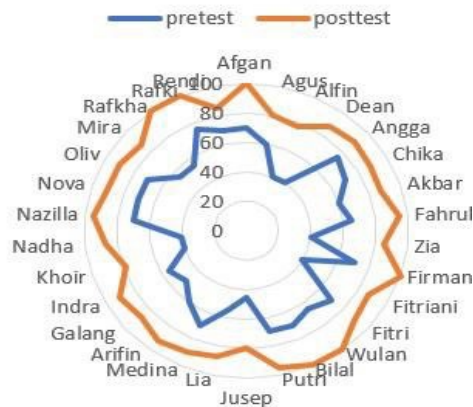 pretest posttest
Afgan
Agus
Alfin
Dean
Angga
Chika
Akbar
Fahrul
Zia
Firman
Fitriani
Fitri
Wulan
Bilal
Putri
Jusep
Lia
Medina
Arifin
Galang
Indra
Khoir
Nadha
Nazilla
Nova
Oliv
Mira
Rafkha
Rafki
Rendi
100
80
60
40
20
0